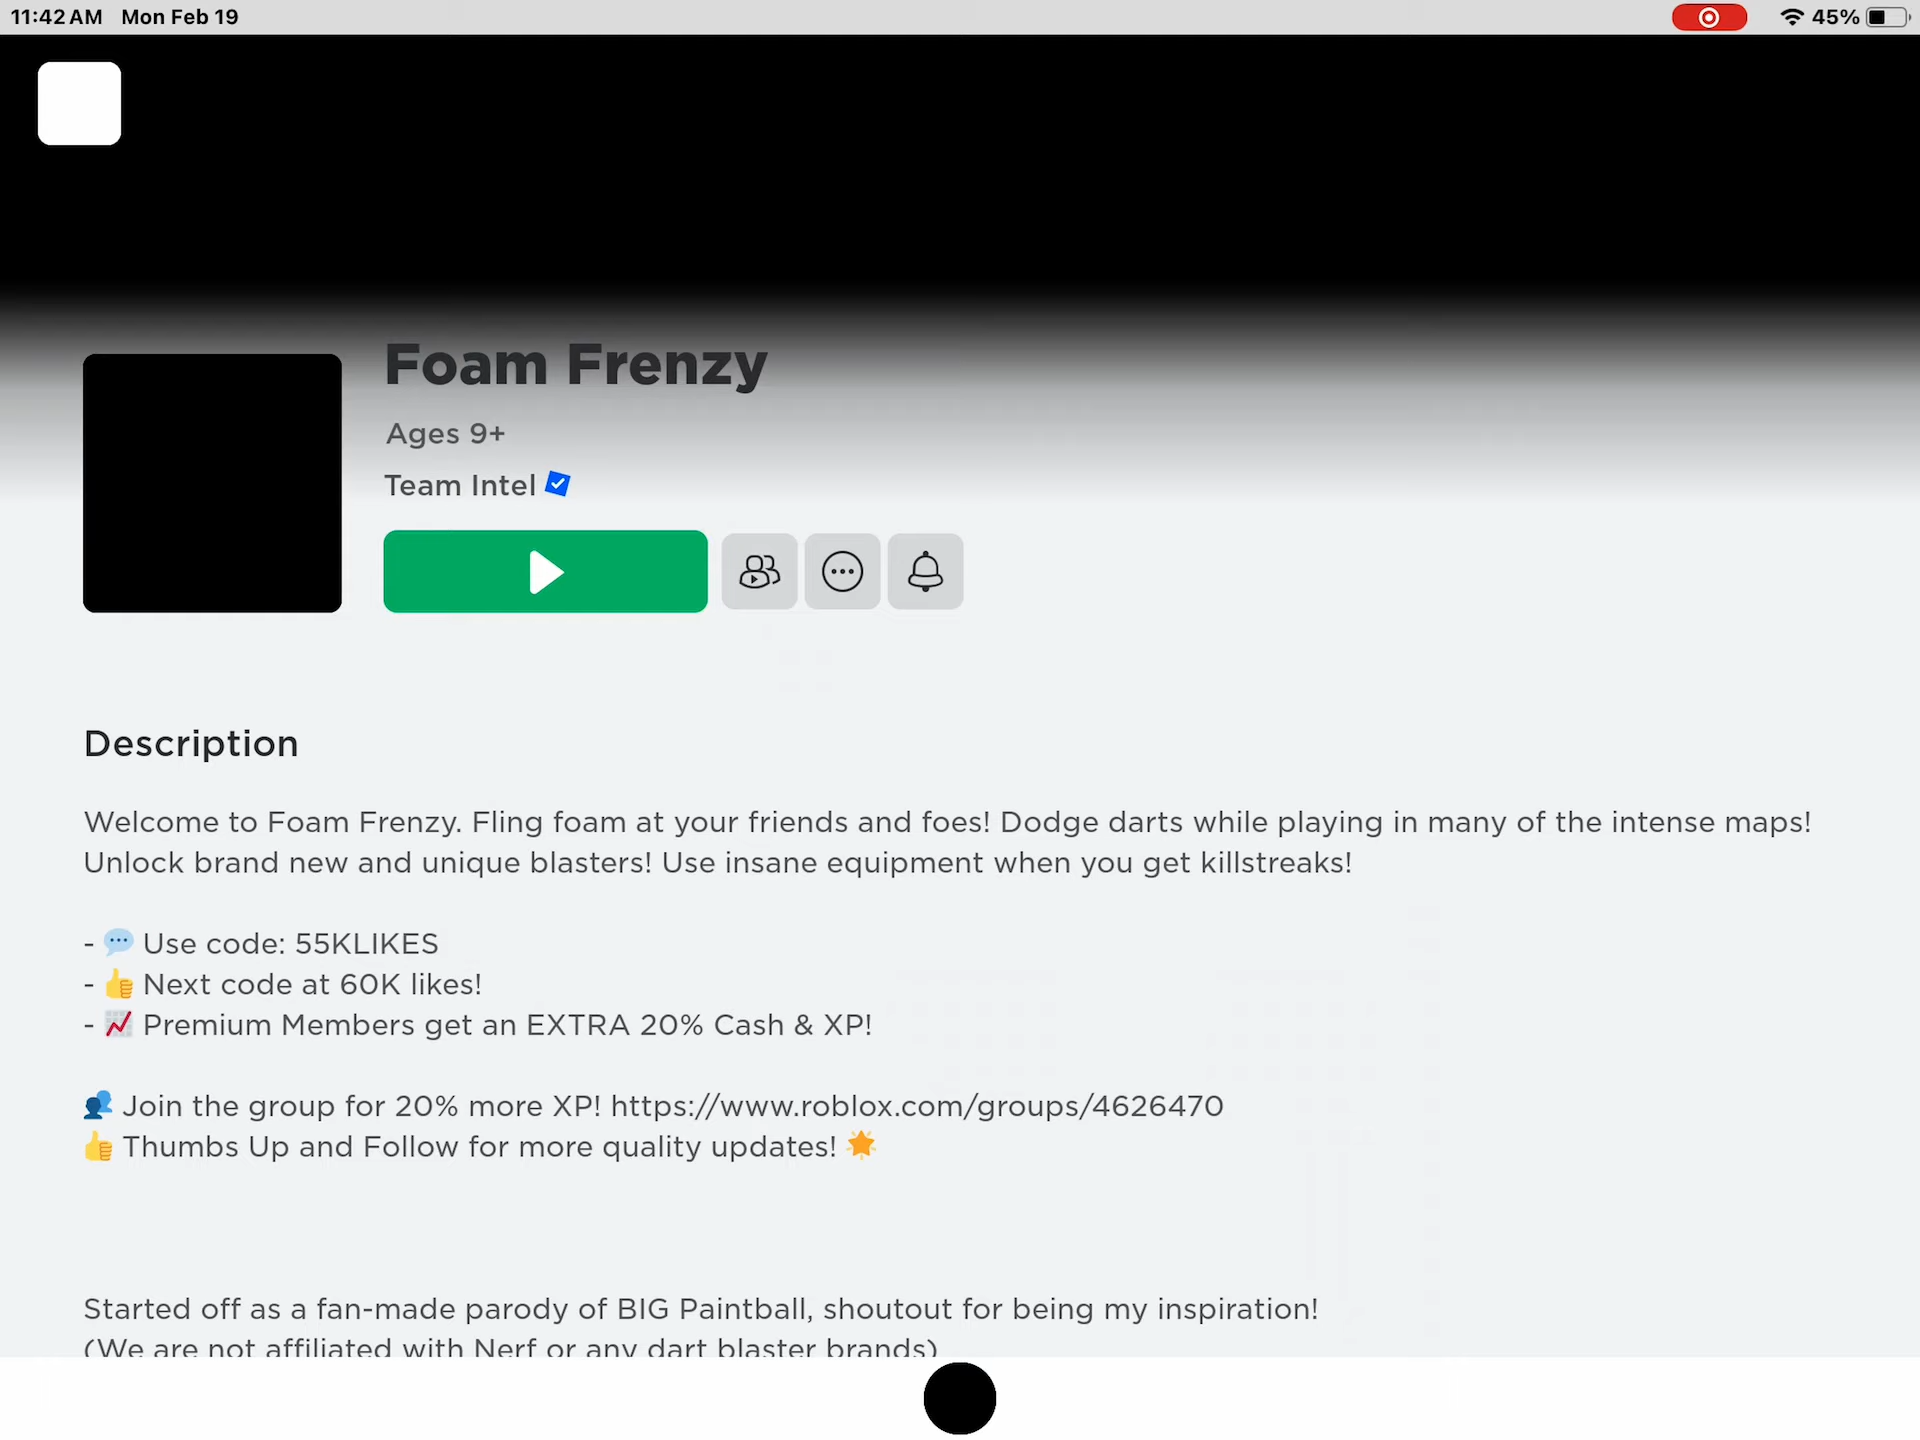 11:42 AM Mon Feb 19
45%
Foam Frenzy
Ages 9+
Team Intel
Description
Welcome to Foam Frenzy. Fling foam at your friends and foes! Dodge darts while playing in many of the intense maps!
Unlock brand new and unique blasters! Use insane equipment when you get killstreaks!
- 💬 Use code: 55KLIKES
- 👍 Next code at 60K likes!
- 📈 Premium Members get an EXTRA 20% Cash & XP!
👥 Join the group for 20% more XP! https://www.roblox.com/groups/4626470
👍 Thumbs Up and Follow for more quality updates! 🌟
Started off as a fan-made parody of BIG Paintball, shoutout for being my inspiration!
(We are not affiliated with Nerf or any dart blaster brands)